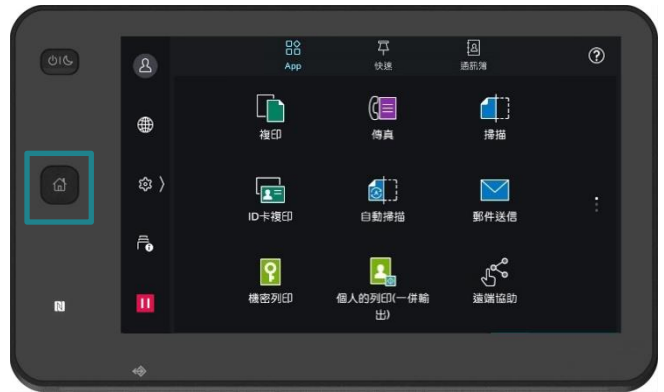 App
快速
通訊簿
複印
傳真
掃描
ID卡複印
自動掃描
郵件送信
機密列印
個人的列印(一併輸
出)
遠端協助